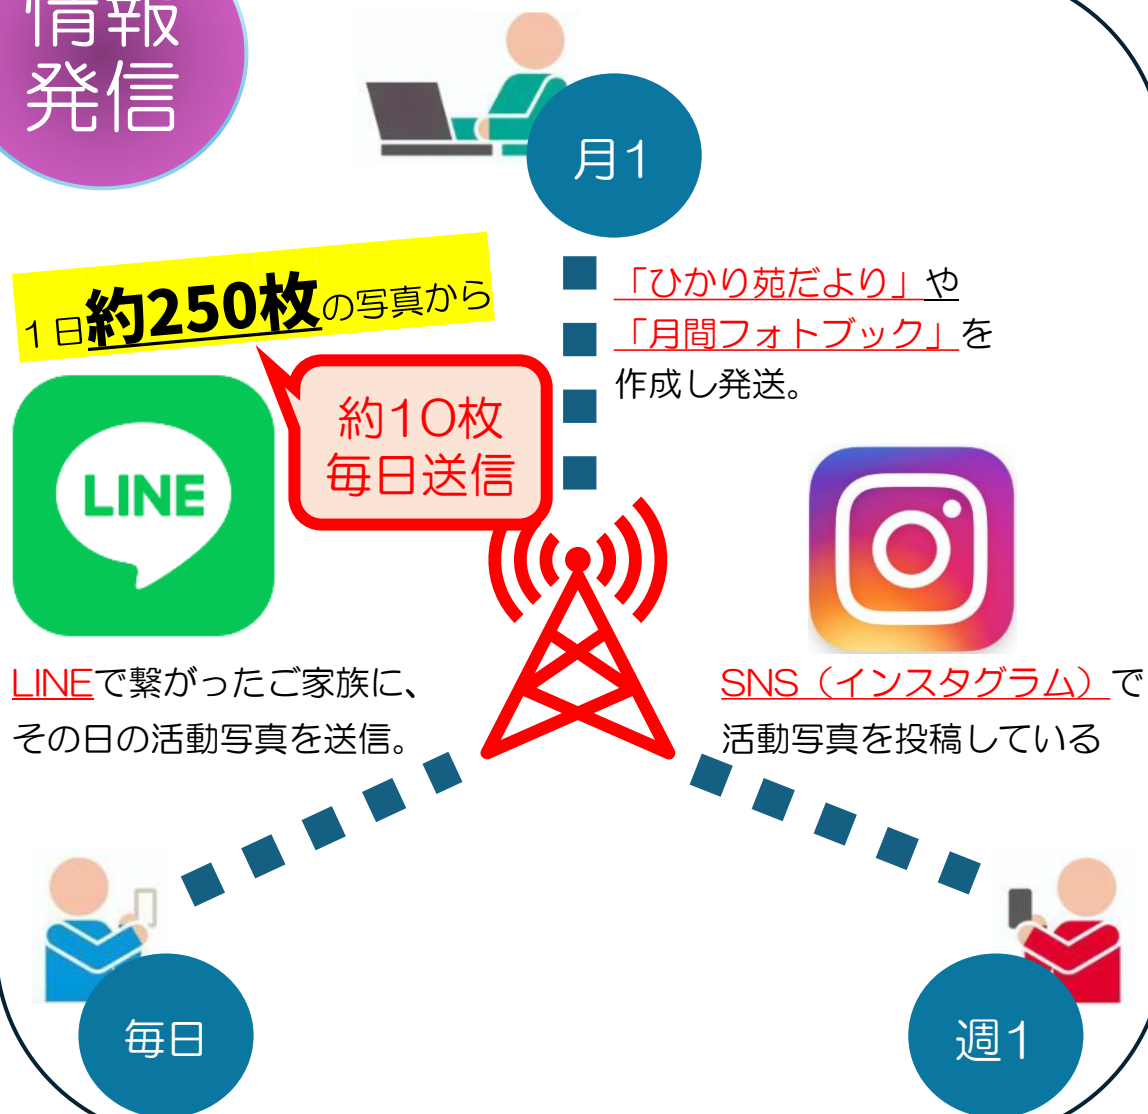 情報
発信
月1
「ひかり苑だより」や
「月間フォトブック」を
作成し発送。
1日約250枚の写真から
約10枚
毎日送信
LINE
LINEで繋がったご家族に、
その日の活動写真を送信。
SNS（インスタグラム）で
活動写真を投稿している
毎日
週1